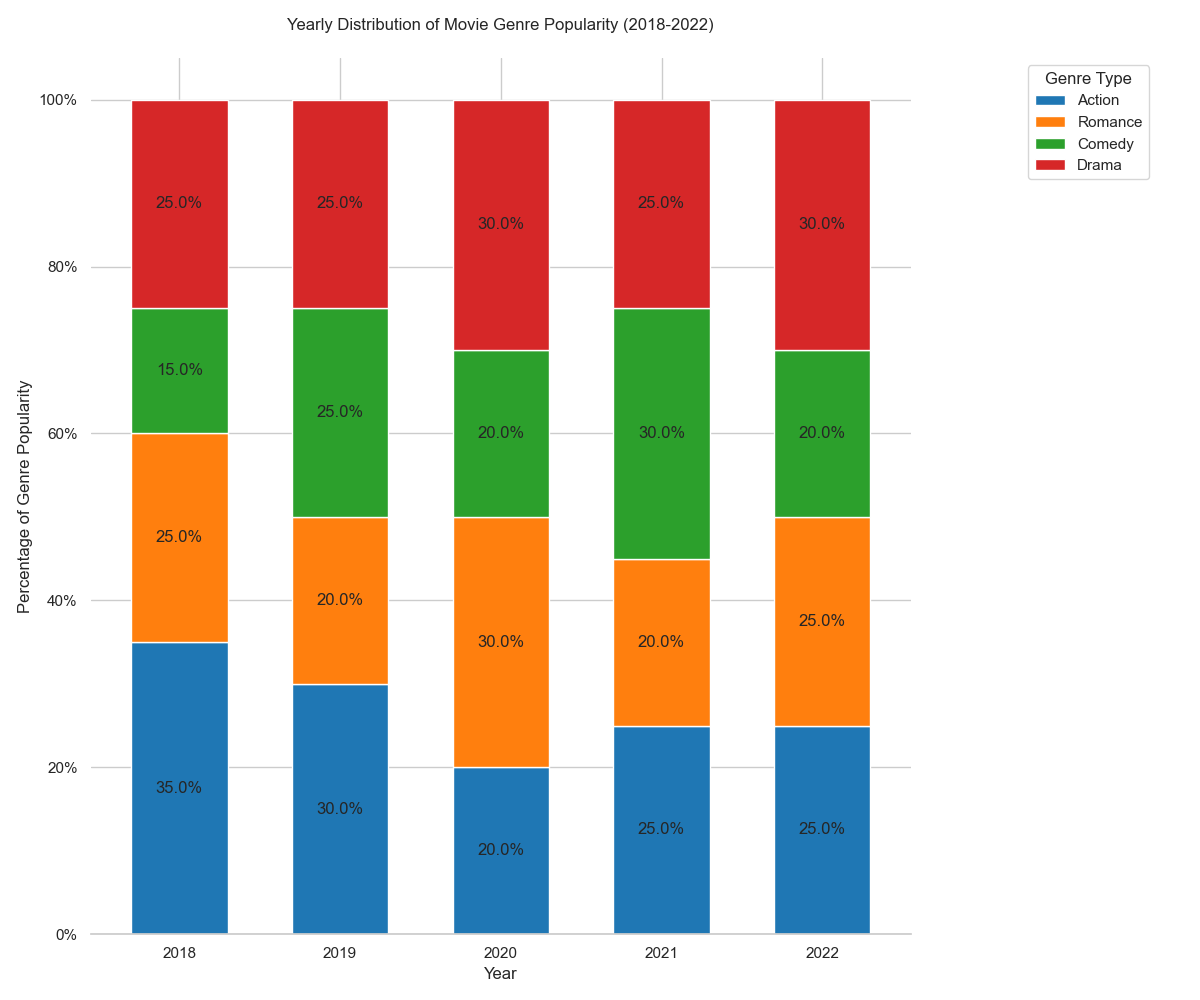 Yearly Distribution of Movie Genre Popularity (2018-2022)
Genre Type
Action
Romance
Comedy
Drama
Percentage of Genre Popularity
100%
80%
60%
40%
20%
0%
25.0% 25.0% 30.0% 25.0% 30.0%
15.0% 25.0% 20.0% 30.0% 20.0%
25.0% 20.0% 30.0% 20.0% 25.0%
35.0% 30.0% 20.0% 25.0% 25.0%
2018 2019 2020 2021 2022
Year